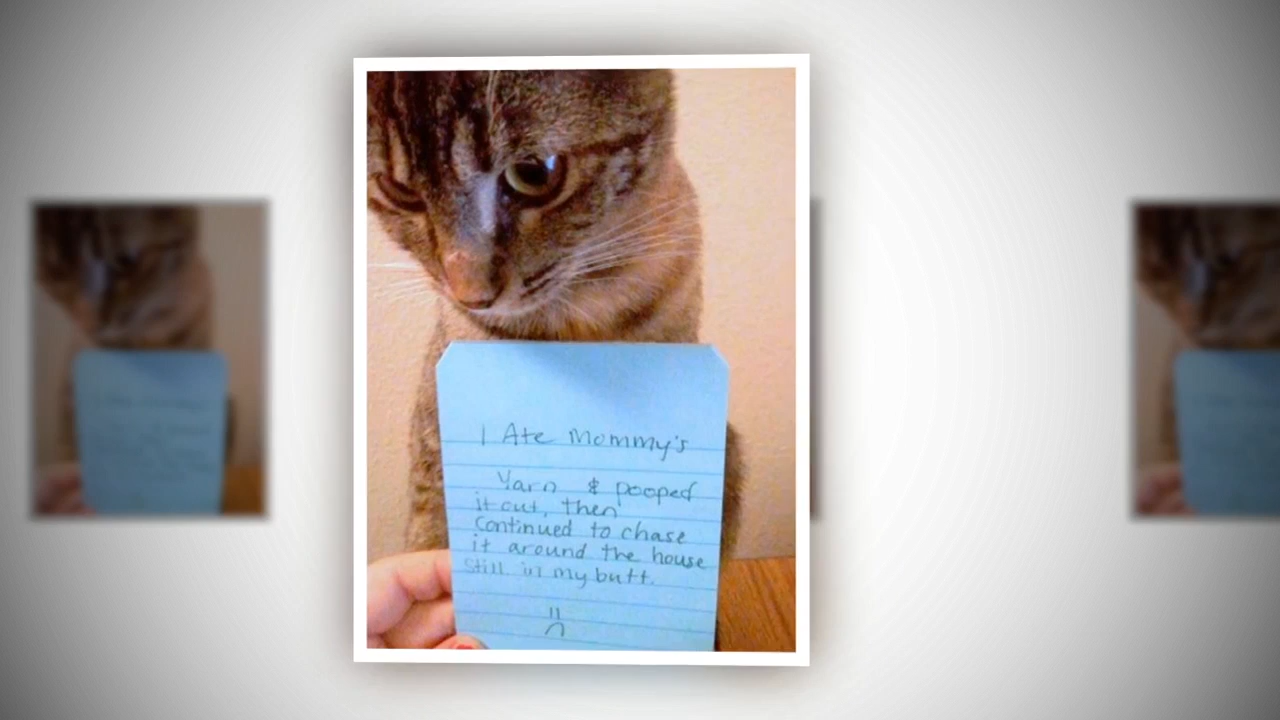 I Ate Mommy's
Yarn & pooped
it out, then
Continued to chase
it around the house
still in my butt.